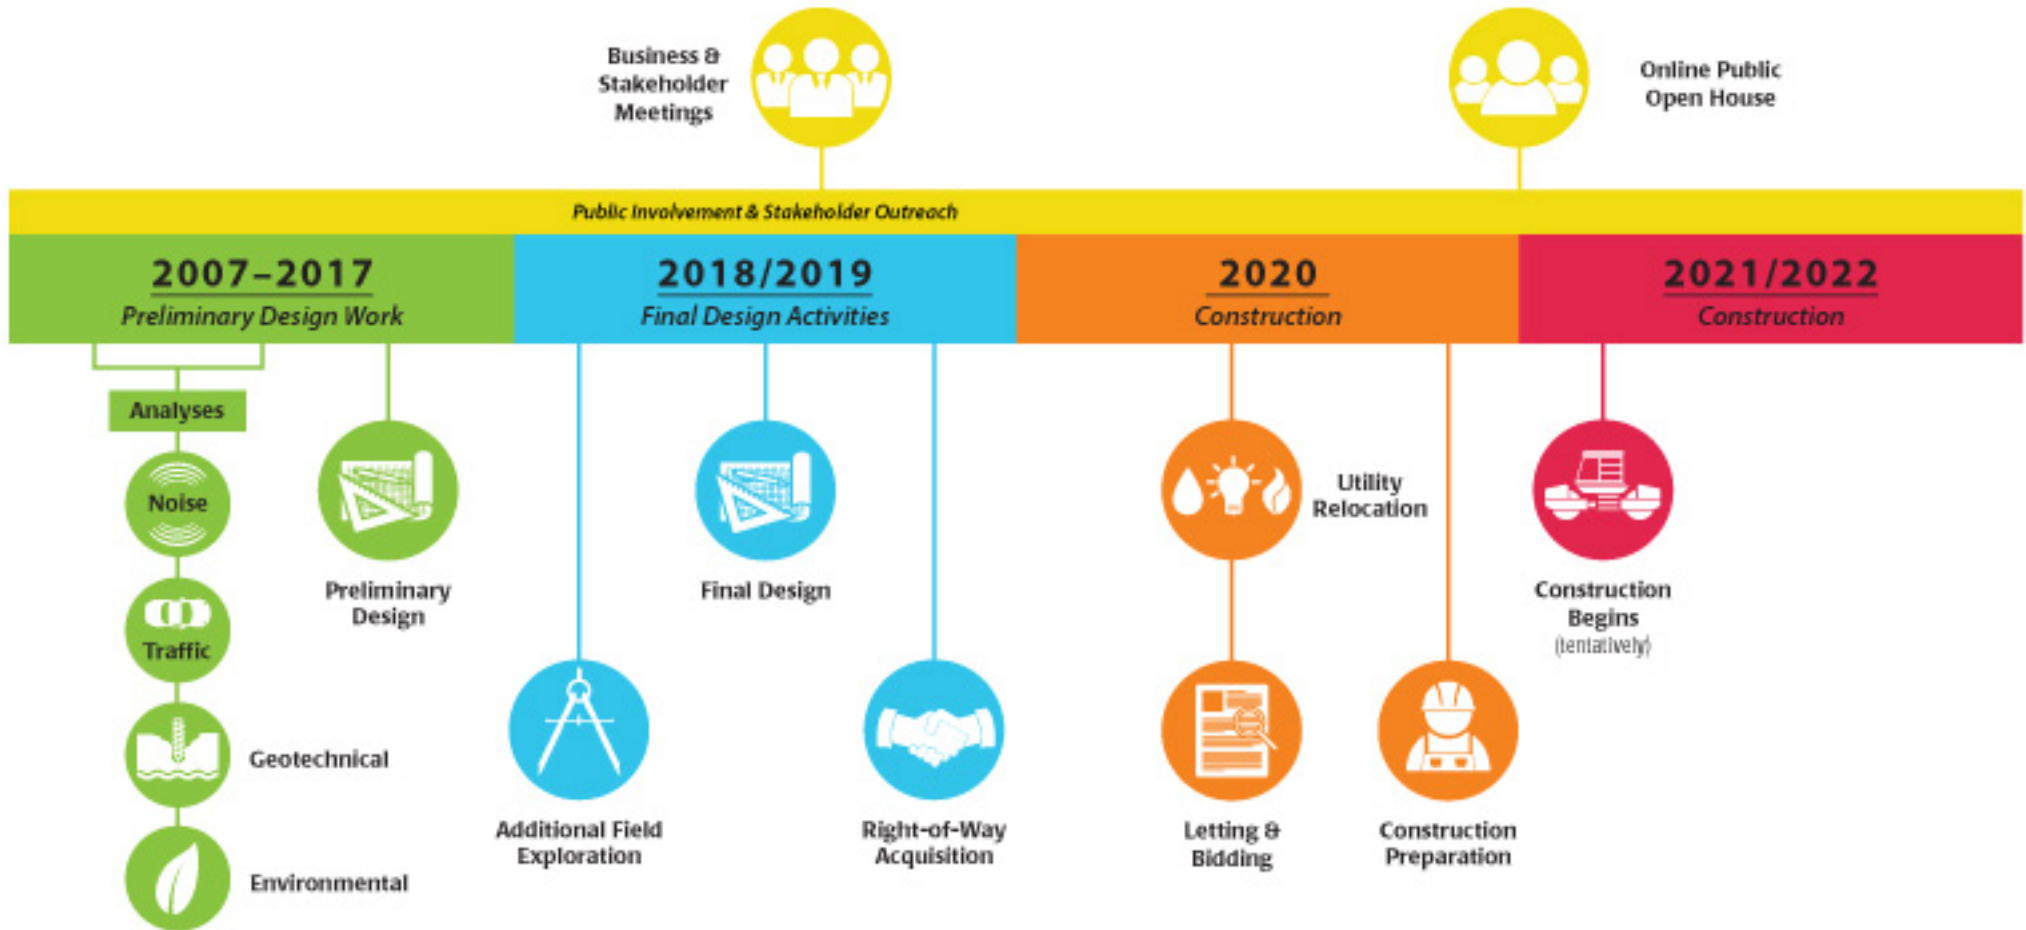 Business &
Stakeholder
Meetings
Online Public
Open House
Public Involvement & Stakeholder Outreach
2007–2017
Preliminary Design Work
2018/2019
Final Design Activities
2020
Construction
2021/2022
Construction
Analyses
Noise
Traffic
Geotechnical
Environmental
Preliminary
Design
Additional Field
Exploration
Final Design
Right-of-Way
Acquisition
Utility
Relocation
Letting &
Bidding
Construction
Preparation
Construction
Begins
(tentatively)